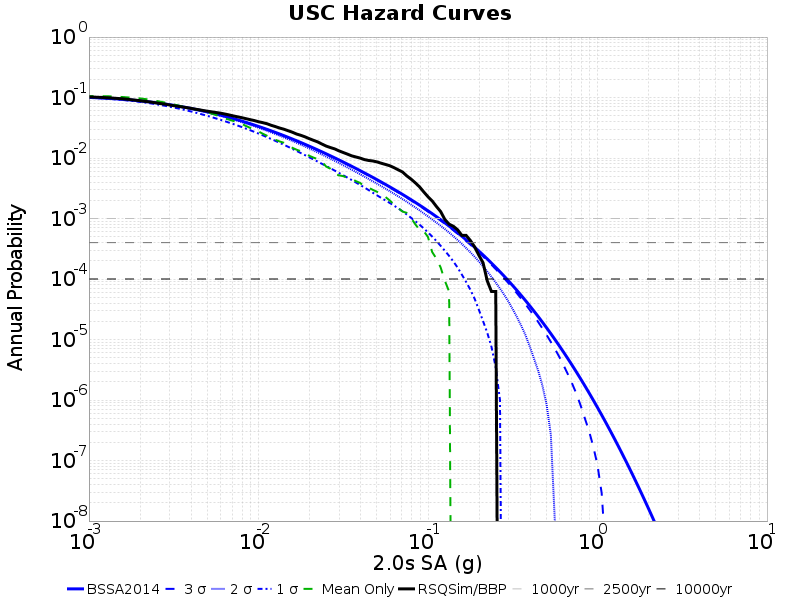 USC Hazard Curves
Annual Probability
10^0
10^-1
10^-2
10^-3
10^-4
10^-5
10^-6
10^-7
10^-8
10^-3 10^-2 10^-1 10^0 10^1
2.0s SA (g)
BSSA2014 3 σ 2 σ 1 σ Mean Only RSQSim/BBP 1000yr 2500yr 10000yr